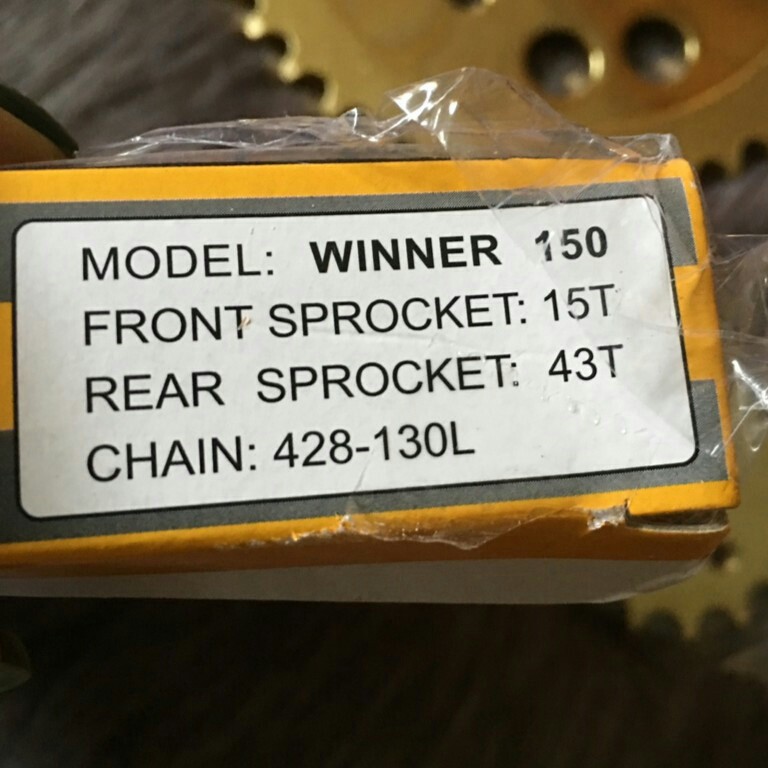 MODEL: WINNER 150
FRONT SPROCKET: 15T
REAR SPROCKET: 43T
CHAIN: 428-130L